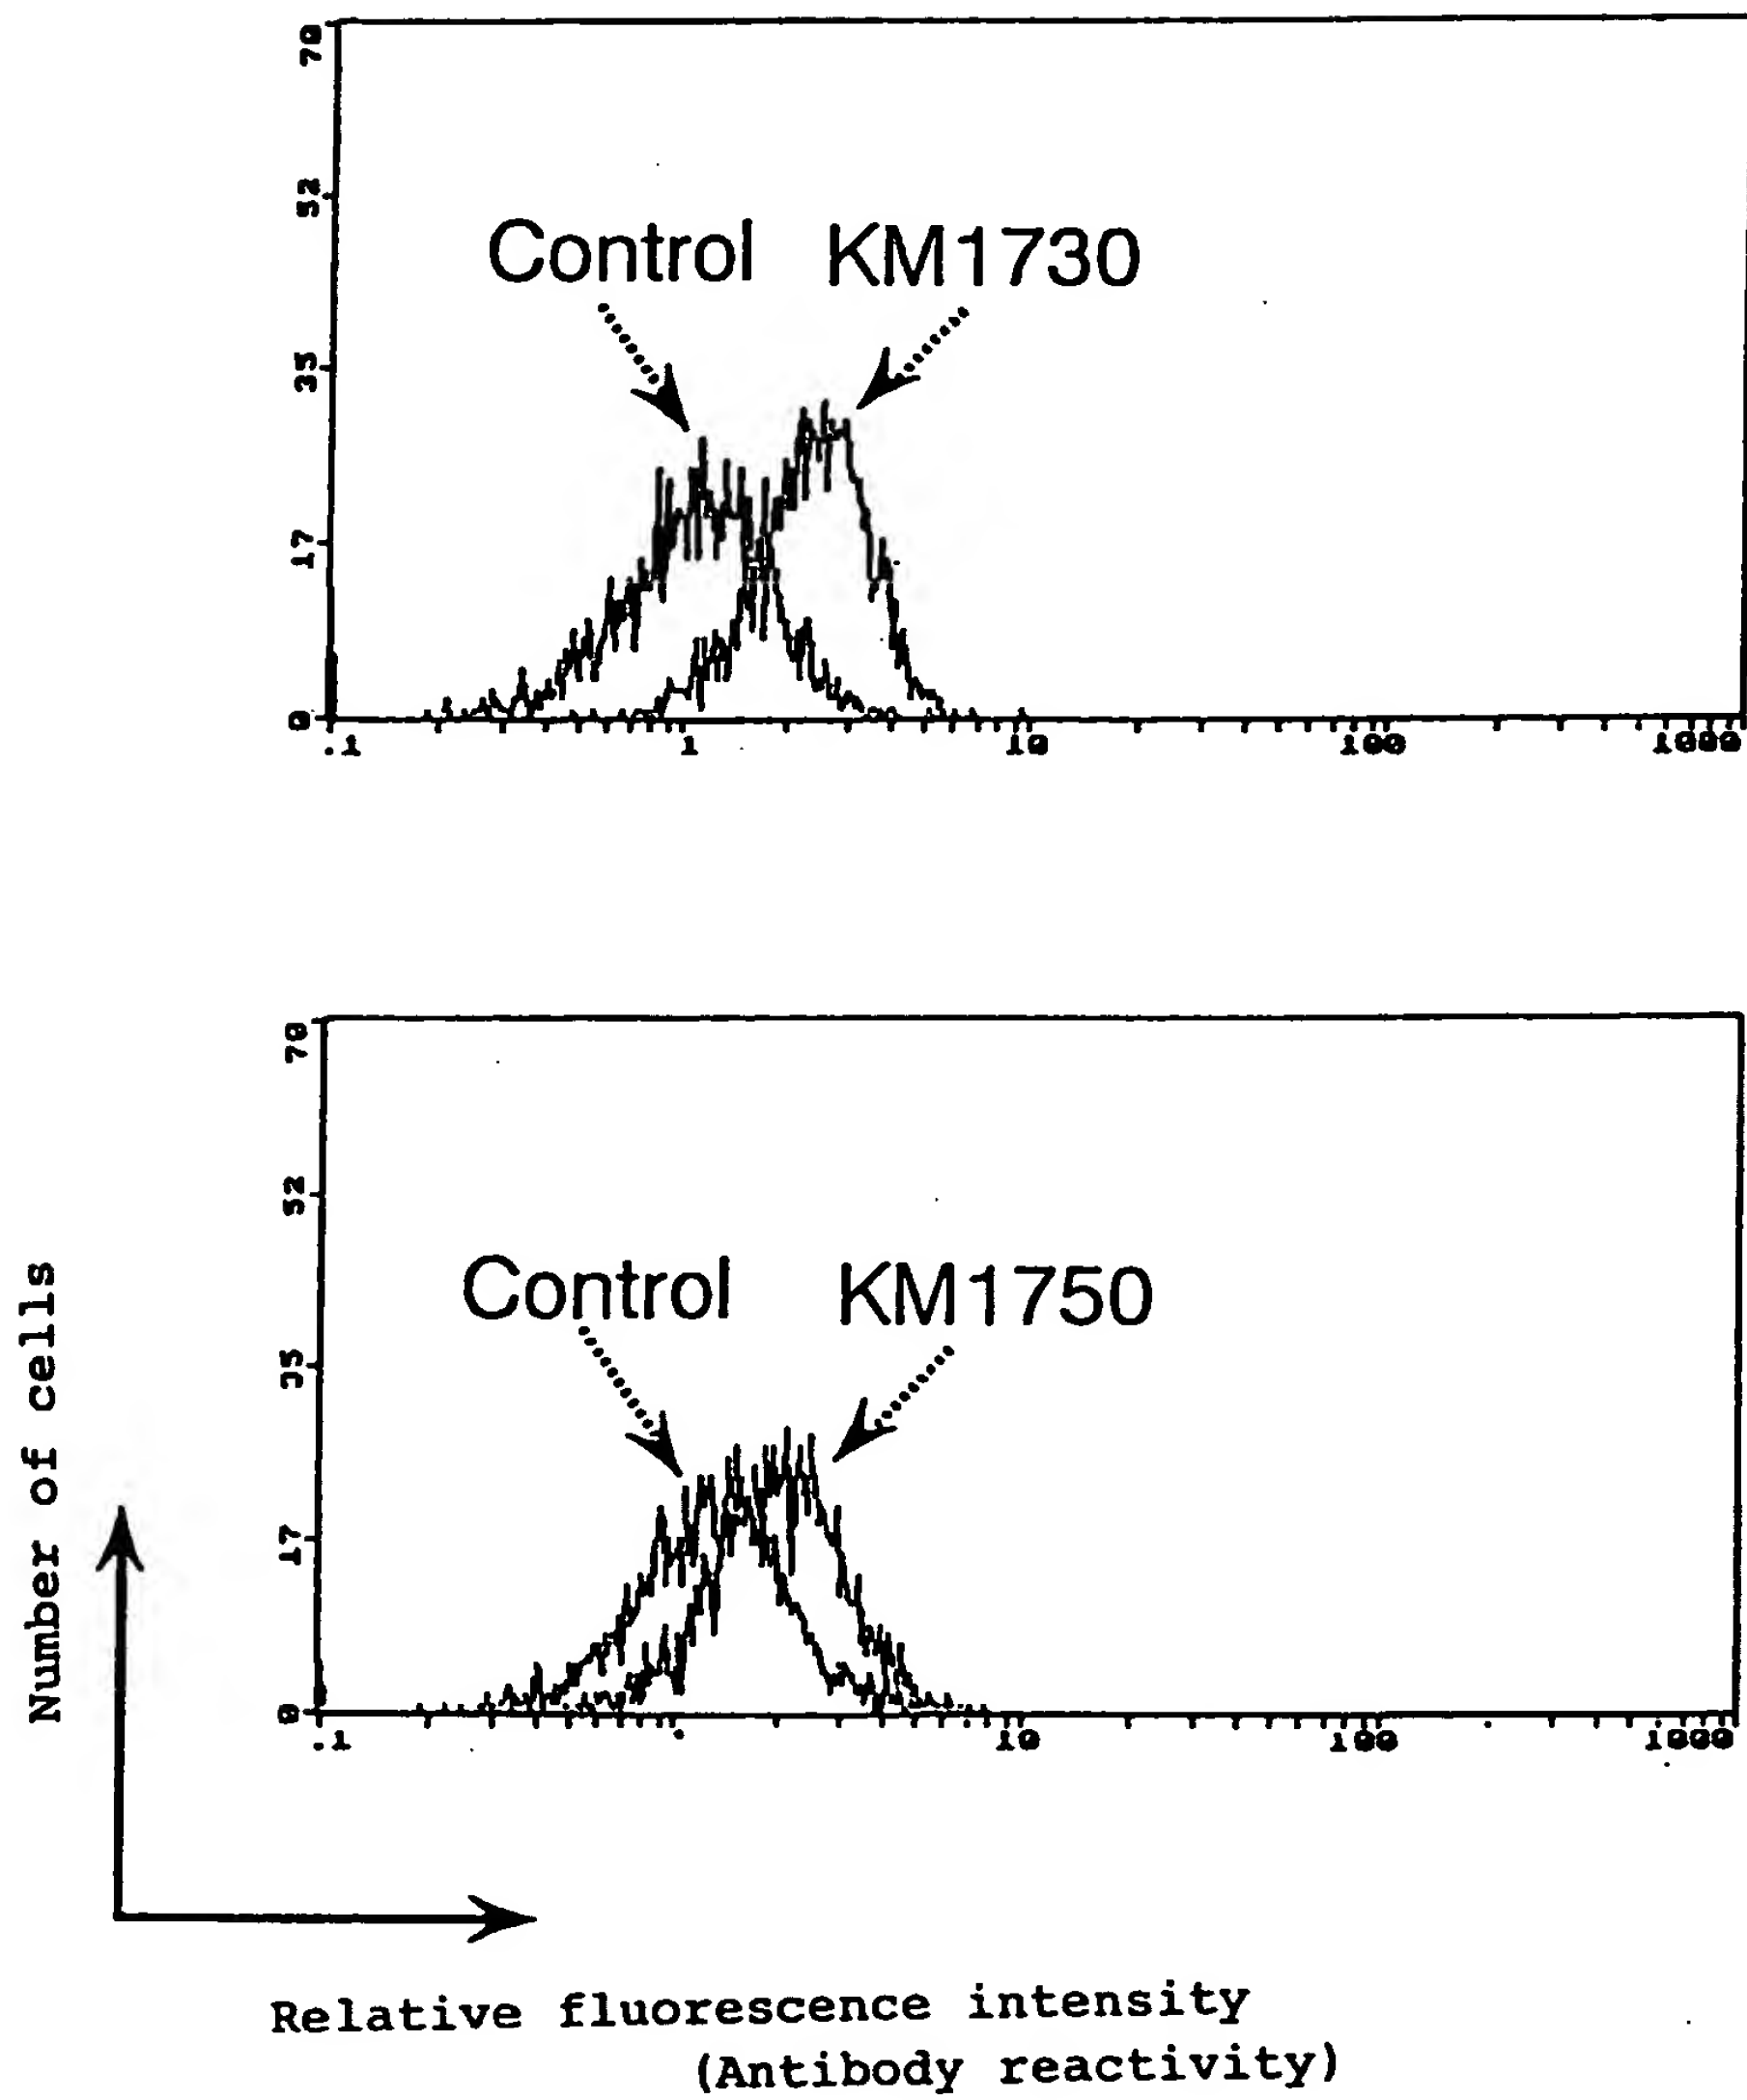 70
52
Control KM1730
35
17
0
.1 1 10 100 1000
70
52
Control KM1750
35
17
0
.1 10 100 1000
Number of cells
Relative fluorescence intensity
(Antibody reactivity)